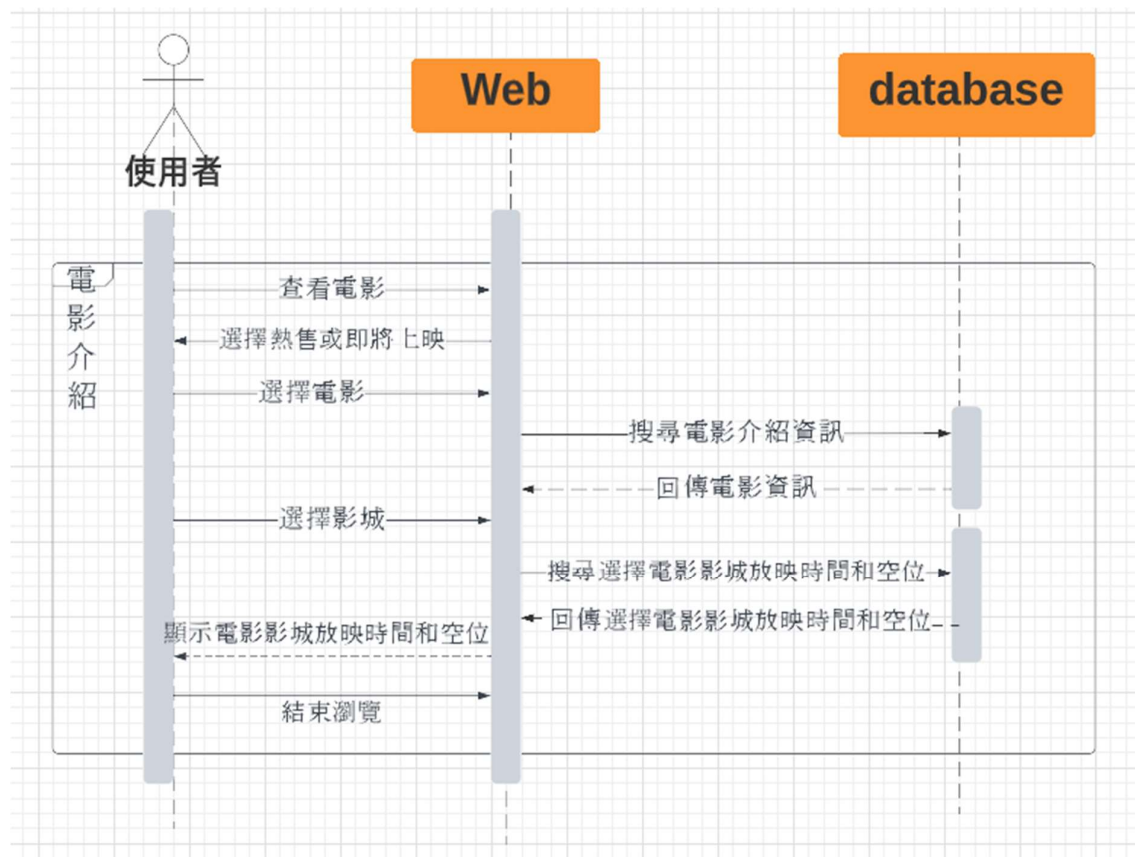 使用者
Web
database
電影介紹
查看電影
選擇熱售或即將上映
選擇電影
搜尋電影介紹資訊
回傳電影資訊
選擇影城
搜尋選擇電影影城放映時間和空位
回傳選擇電影影城放映時間和空位
顯示電影影城放映時間和空位
結束瀏覽